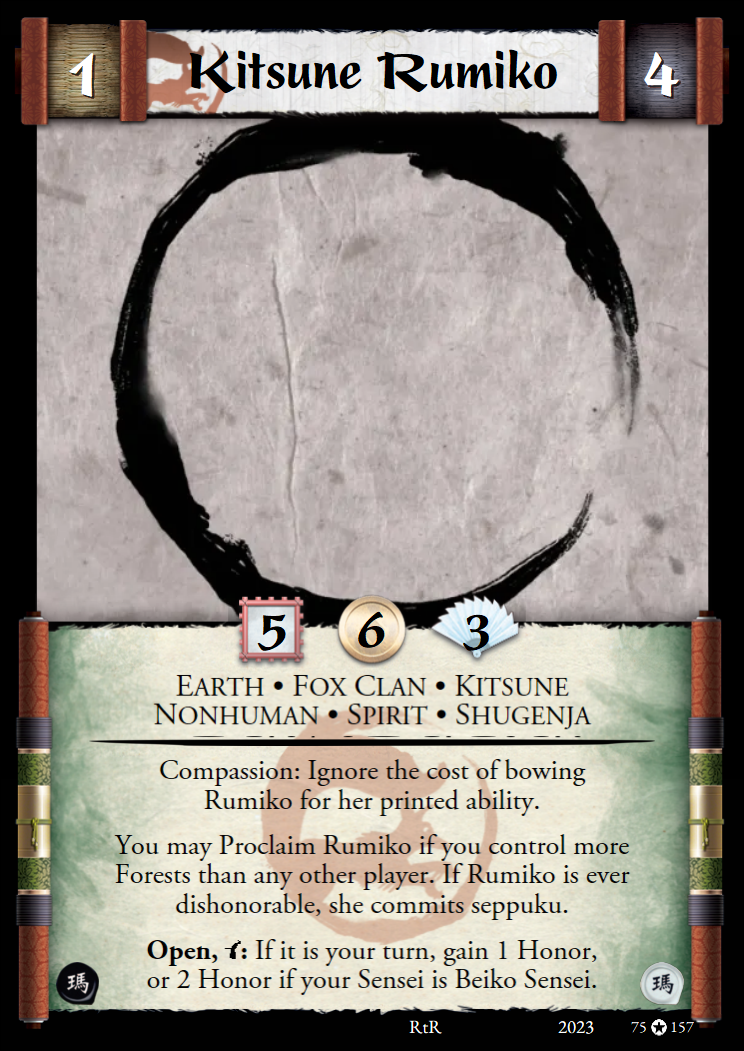 1
Kitsune Rumiko
4
5
6
3
EARTH • FOX CLAN • KITSUNE
NONHUMAN • SPIRIT • SHUGENJA
Compassion: Ignore the cost of bowing
Rumiko for her printed ability.
You may Proclaim Rumiko if you control more
Forests than any other player. If Rumiko is ever
dishonorable, she commits seppuku.
Open, : If it is your turn, gain 1 Honor,
or 2 Honor if your Sensei is Beiko Sensei.
瑪
瑪
RtR 2023 75 157